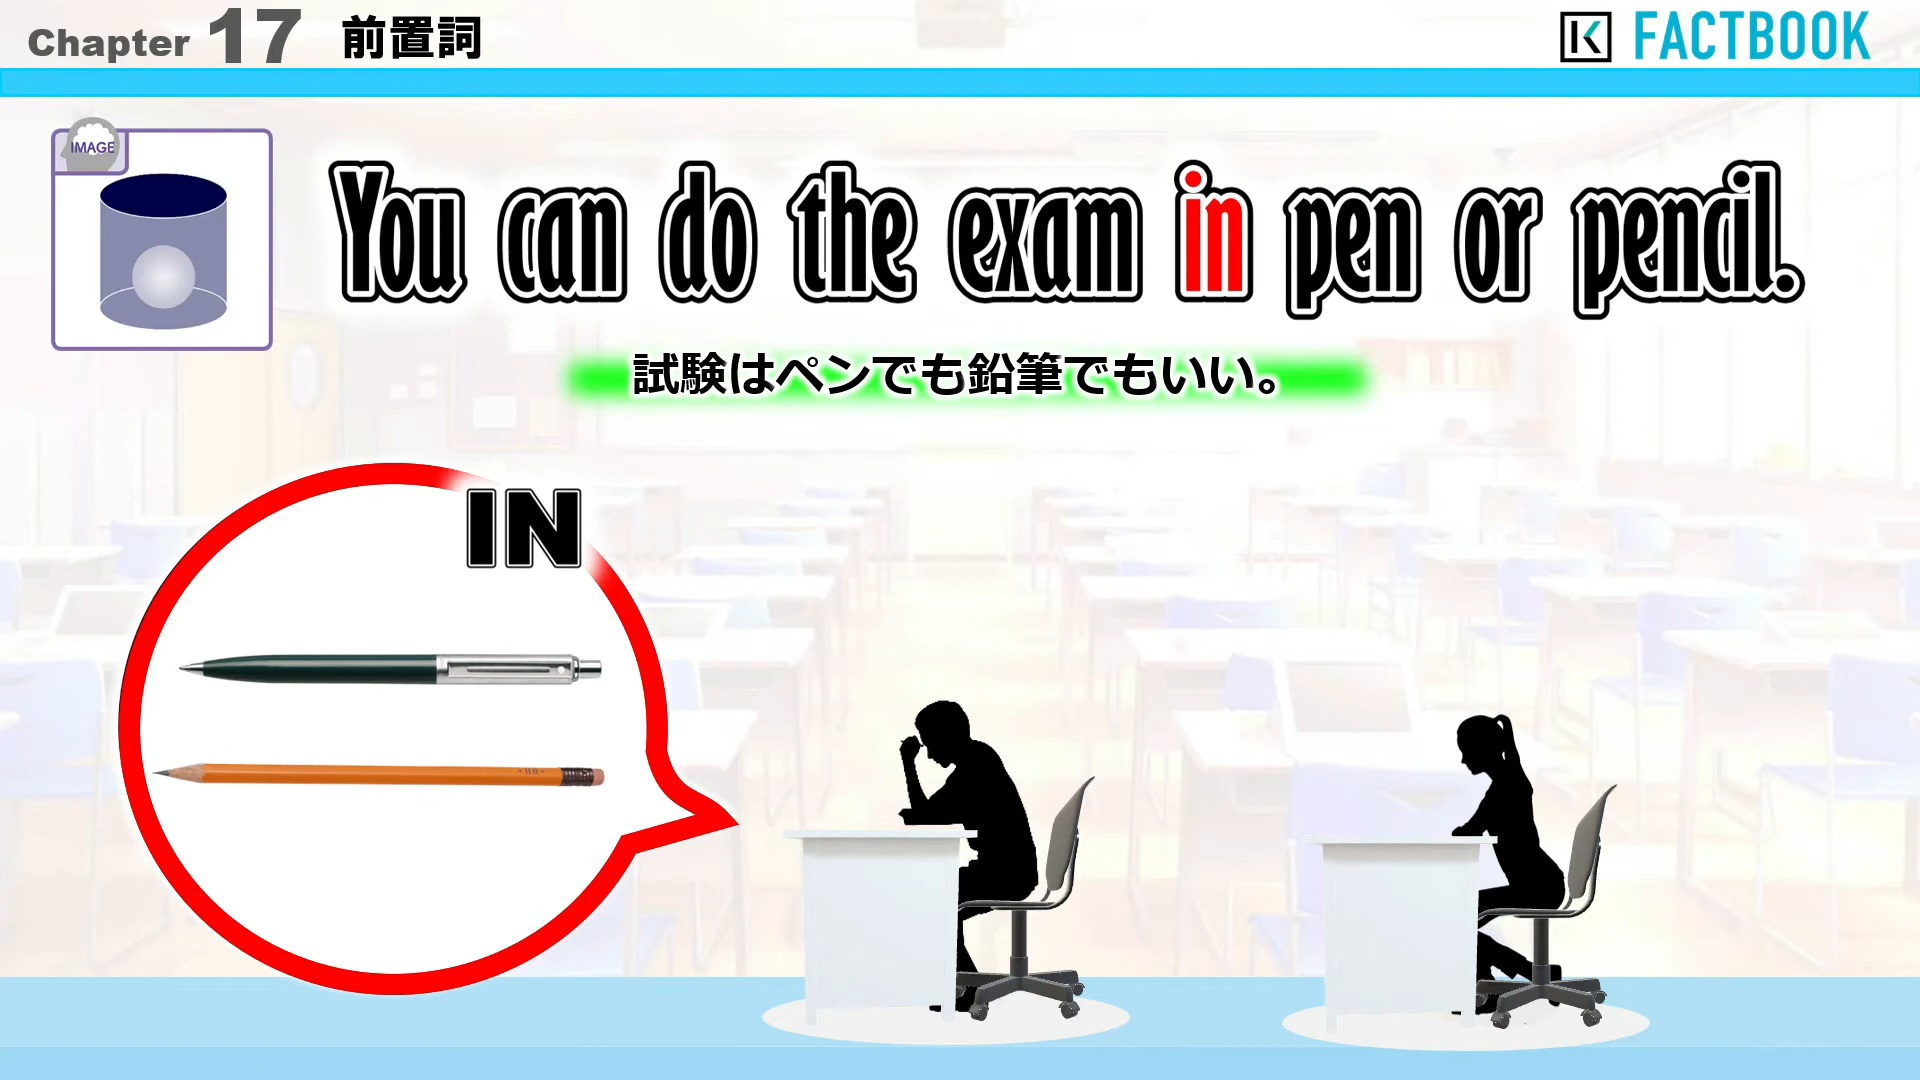 Chapter 17 前置詞
K FACTBOOK
IMAGE
You can do the exam in pen or pencil.
試験はペンでも鉛筆でもいい。
IN